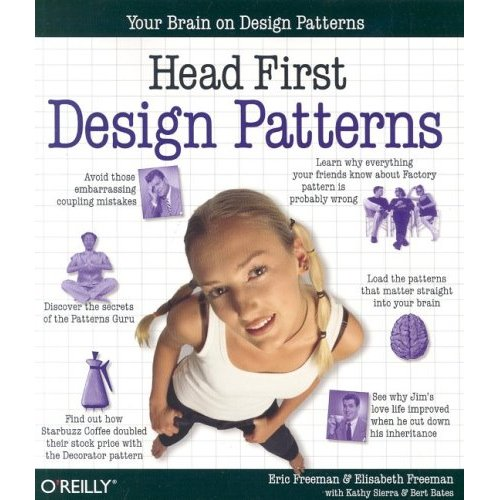 Your Brain on Design Patterns
Head First
Design Patterns
Avoid those
embarrassing
coupling mistakes
Learn why everything
your friends know about Factory
pattern is
probably wrong
Discover the secrets
of the Patterns Guru
Load the patterns
that matter straight
into your brain
Find out how
Starbuzz Coffee doubled
their stock price with
the Decorator pattern
See why Jim's
love life improved
when he cut down
his inheritance
O'REILLY®
Eric Freeman & Elisabeth Freeman
with Kathy Sierra & Bert Bates